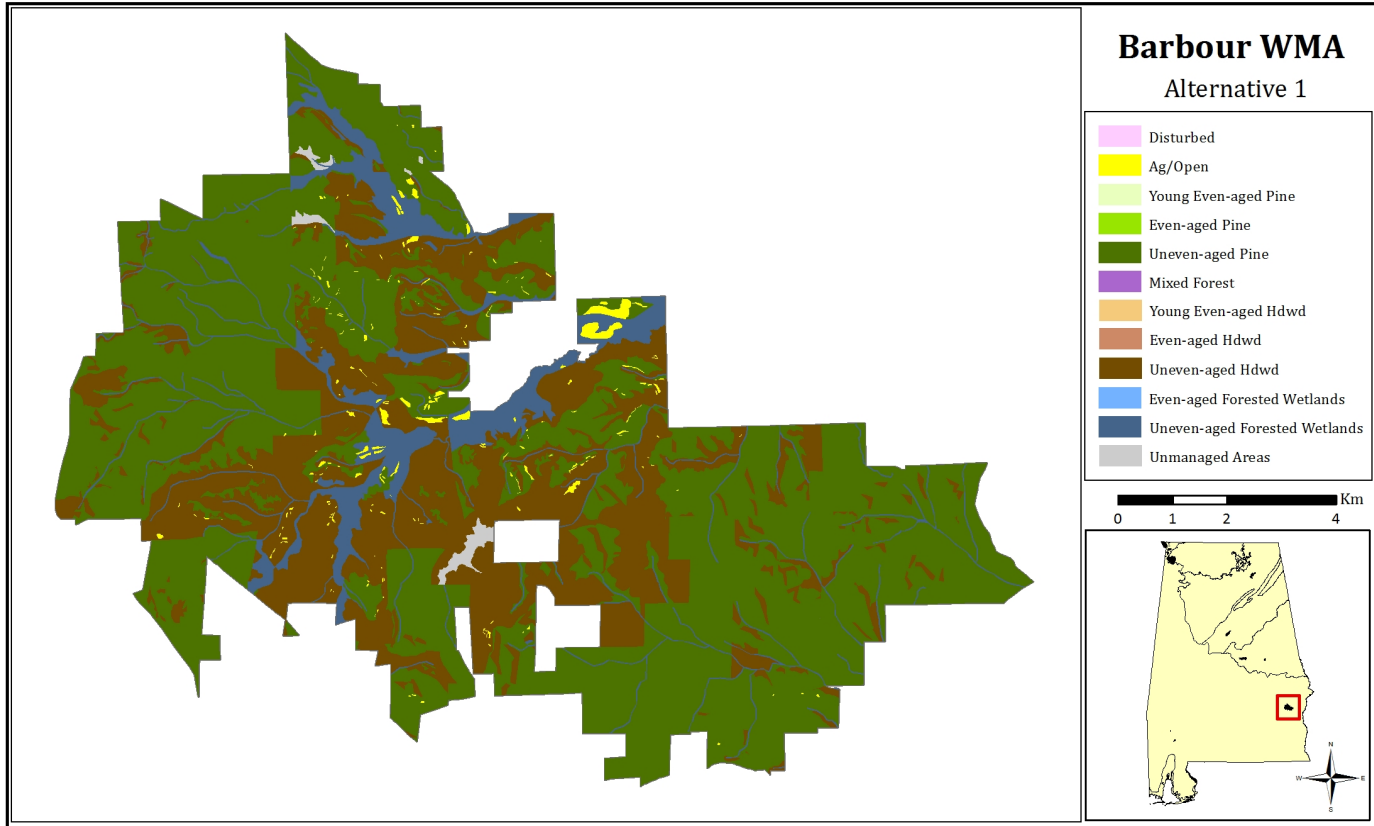 Barbour WMA
Alternative 1
Disturbed
Ag/Open
Young Even-aged Pine
Even-aged Pine
Uneven-aged Pine
Mixed Forest
Young Even-aged Hdwd
Even-aged Hdwd
Uneven-aged Hdwd
Even-aged Forested Wetlands
Uneven-aged Forested Wetlands
Unmanaged Areas
Km
0 1 2 4
N
W E
S